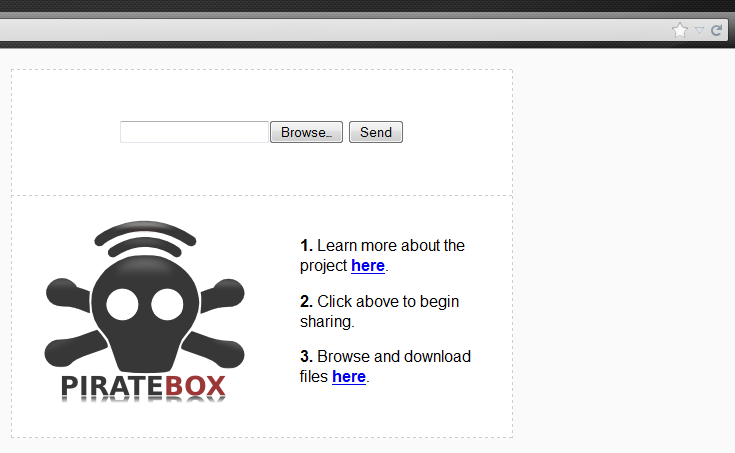 Browse… Send
1. Learn more about the
project here.
2. Click above to begin
sharing.
3. Browse and download
files here.
PIRATEBOX